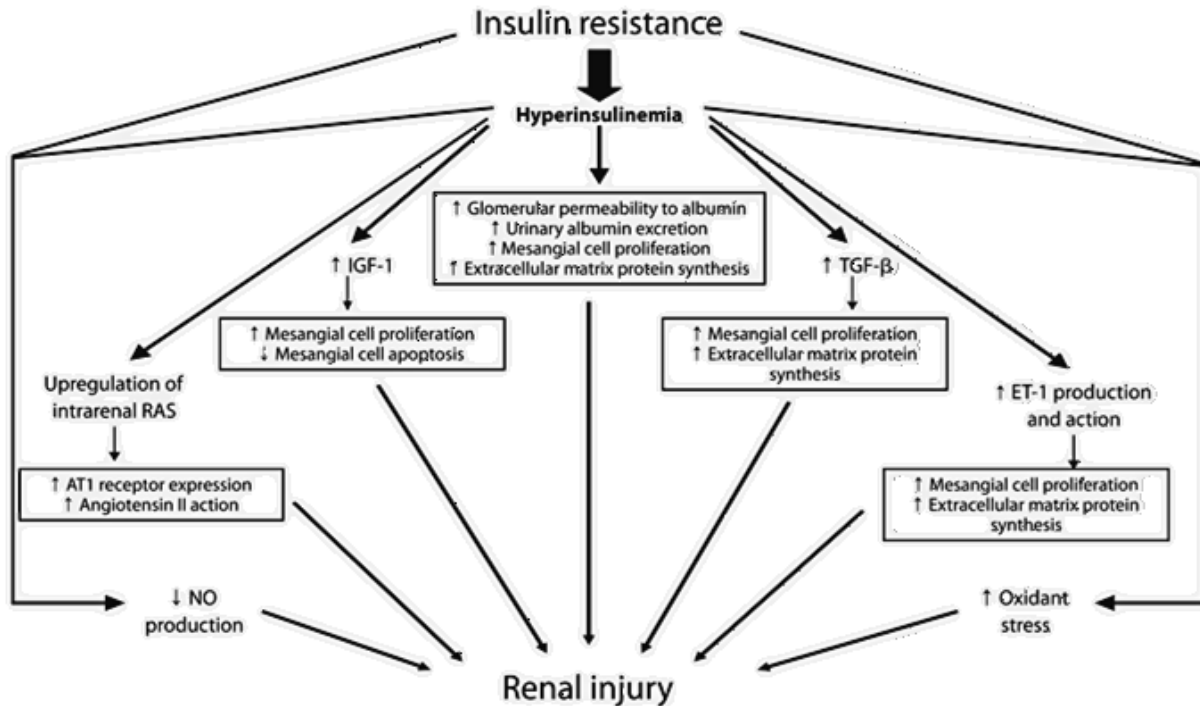 Insulin resistance
Hyperinsulinemia
↑ Glomerular permeability to albumin
↑ Urinary albumin excretion
↑ Mesangial cell proliferation
↑ Extracellular matrix protein synthesis
↑ IGF-1
↑ Mesangial cell proliferation
↓ Mesangial cell apoptosis
↑ TGF-β
↑ Mesangial cell proliferation
↑ Extracellular matrix protein
synthesis
Upregulation of
intrarenal RAS
↑ AT1 receptor expression
↑ Angiotensin II action
↑ ET-1 production
and action
↑ Mesangial cell proliferation
↑ Extracellular matrix protein
synthesis
↓ NO
production
↑ Oxidant
stress
Renal injury